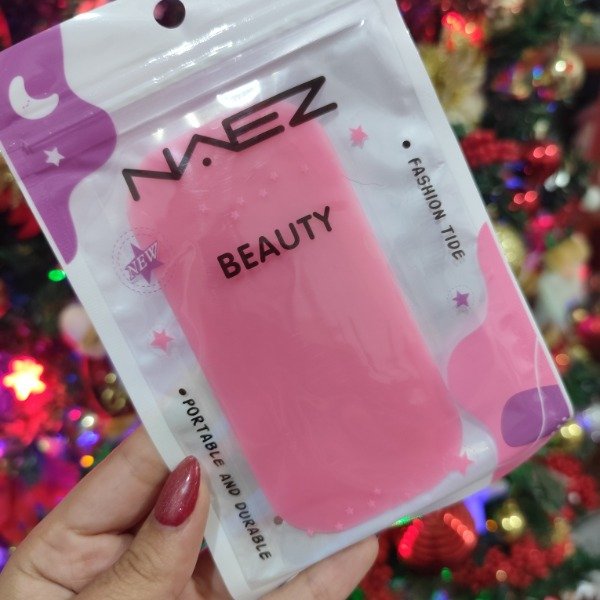 NAEZ
BEAUTY
NEW
• FASHION TIDE
• PORTABLE AND DURABLE